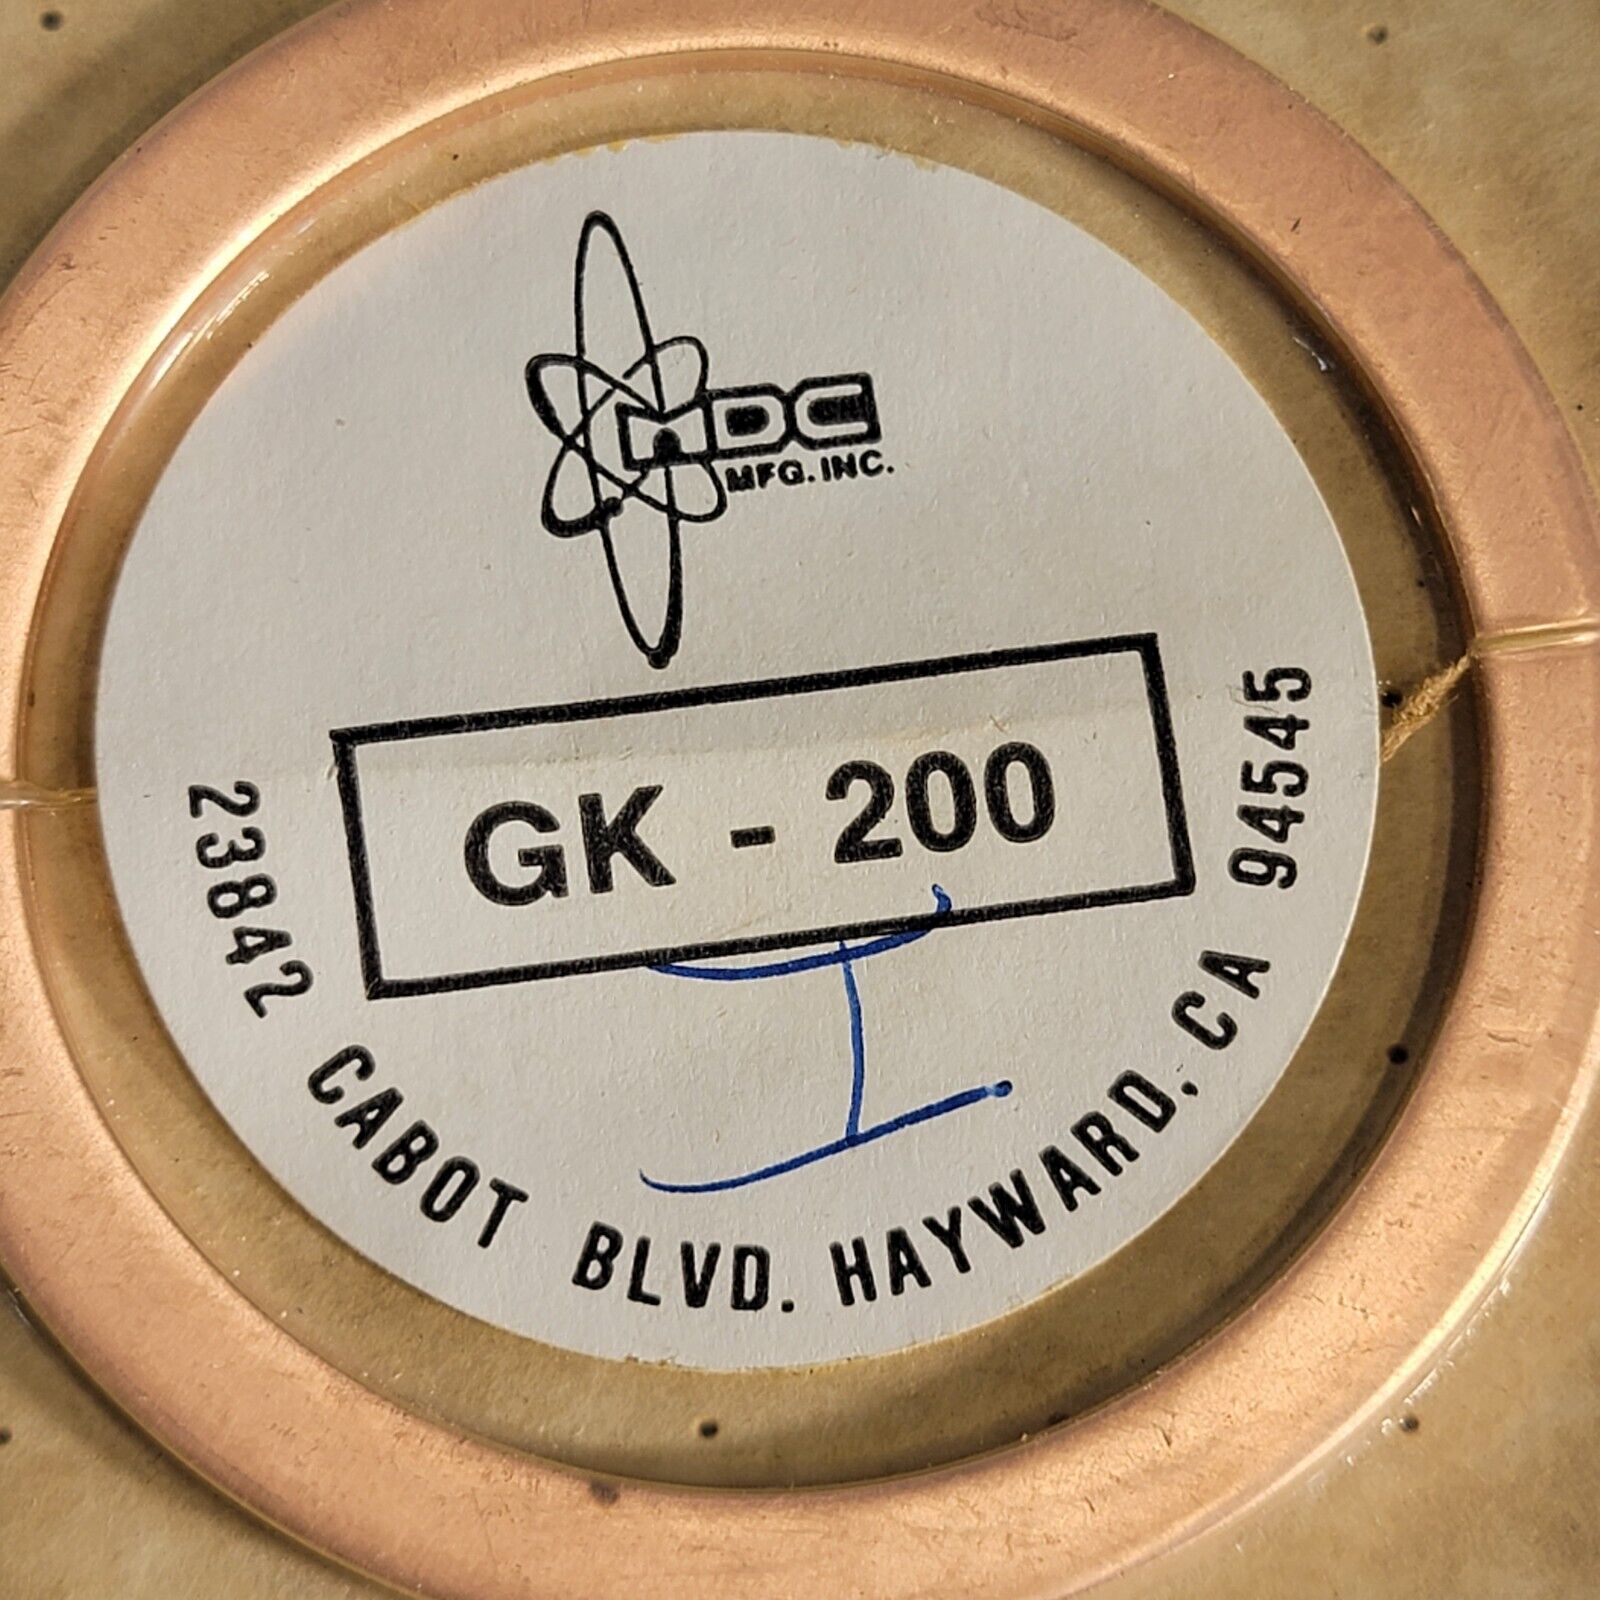 MDC
MFG. INC.
GK - 200
I
23842 CABOT BLVD. HAYWARD, CA 94545